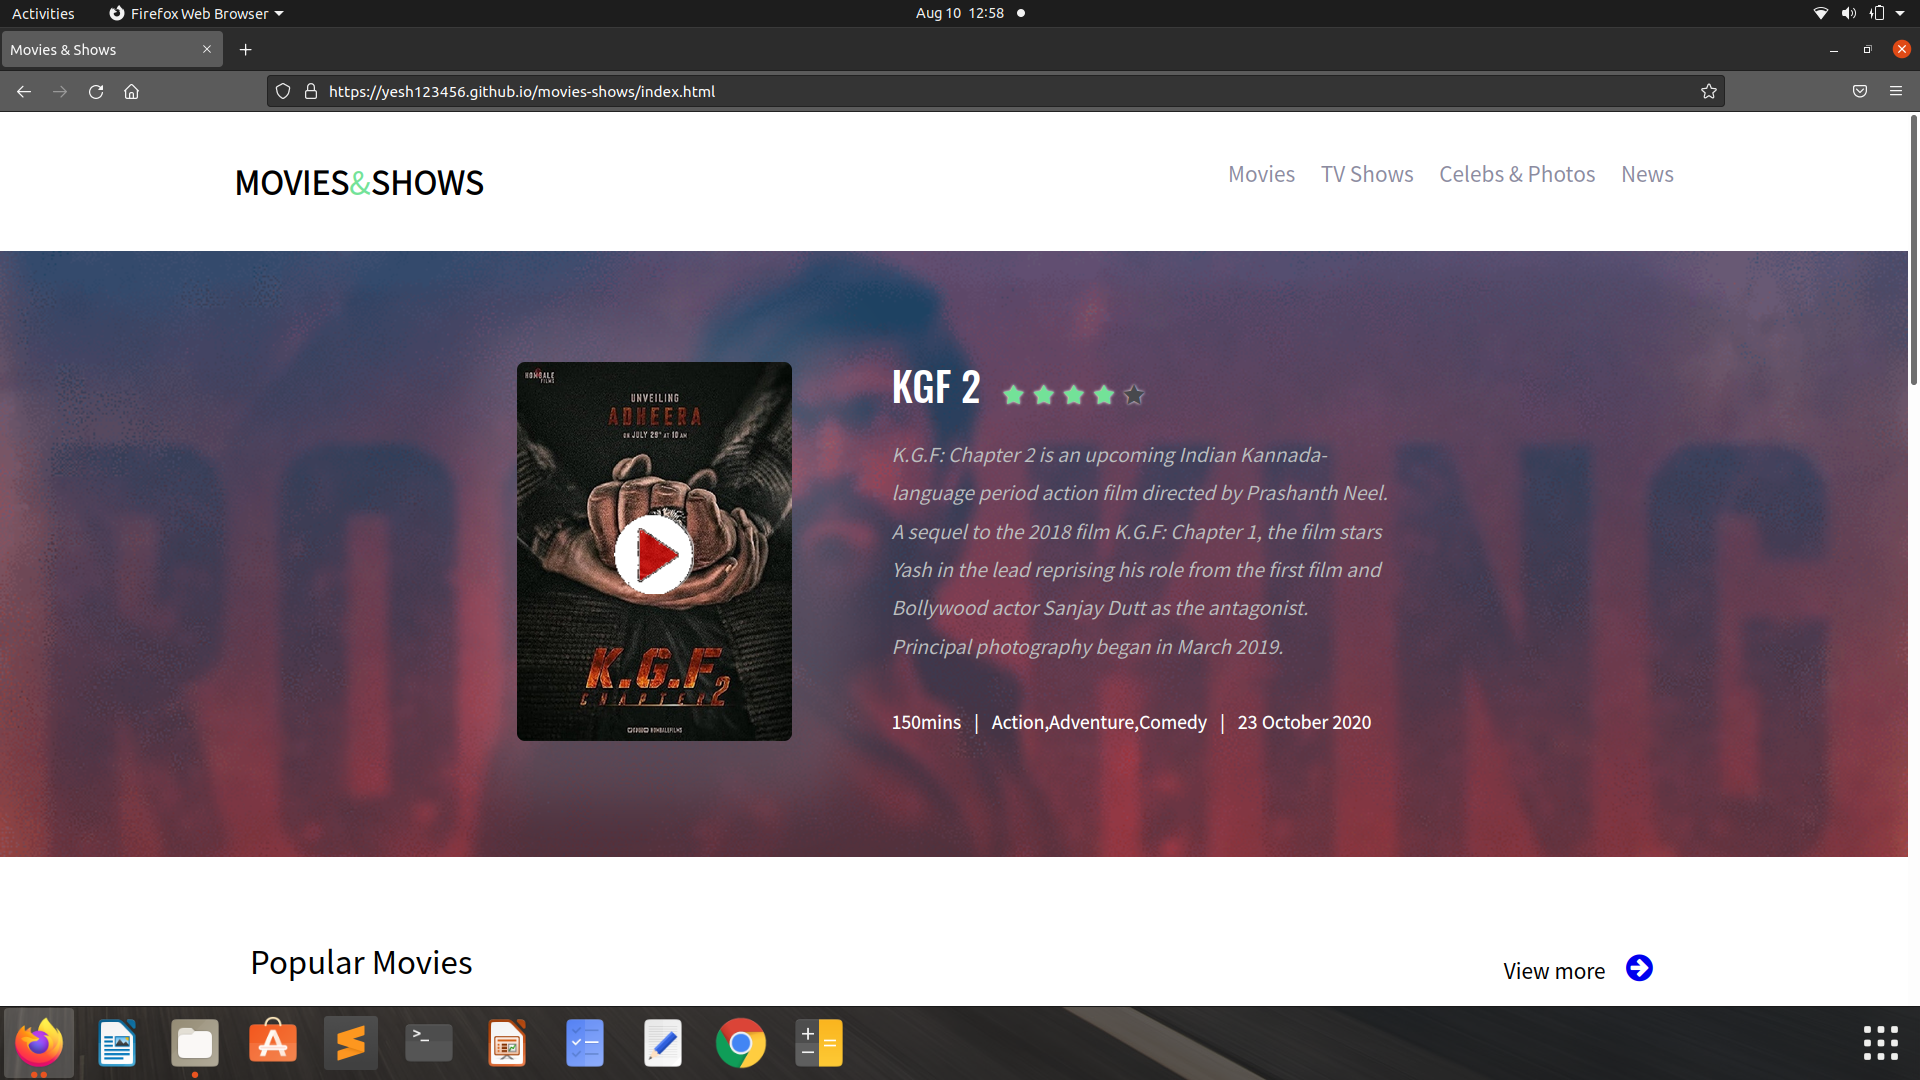 Activities
Firefox Web Browser
Aug 10 12:58
Movies & Shows
https://yesh123456.github.io/movies-shows/index.html
MOVIES&SHOWS
Movies
TV Shows
Celebs & Photos
News
HOMBALE
FILMS
UNVEILING
ADHEERA
ON JULY 29TH AT 10 AM
K.G.F
CHAPTER 2
HOMBALEFILMS
KGF 2
K.G.F: Chapter 2 is an upcoming Indian Kannada-
language period action film directed by Prashanth Neel.
A sequel to the 2018 film K.G.F: Chapter 1, the film stars
Yash in the lead reprising his role from the first film and
Bollywood actor Sanjay Dutt as the antagonist.
Principal photography began in March 2019.
150mins | Action,Adventure,Comedy | 23 October 2020
Popular Movies
View more